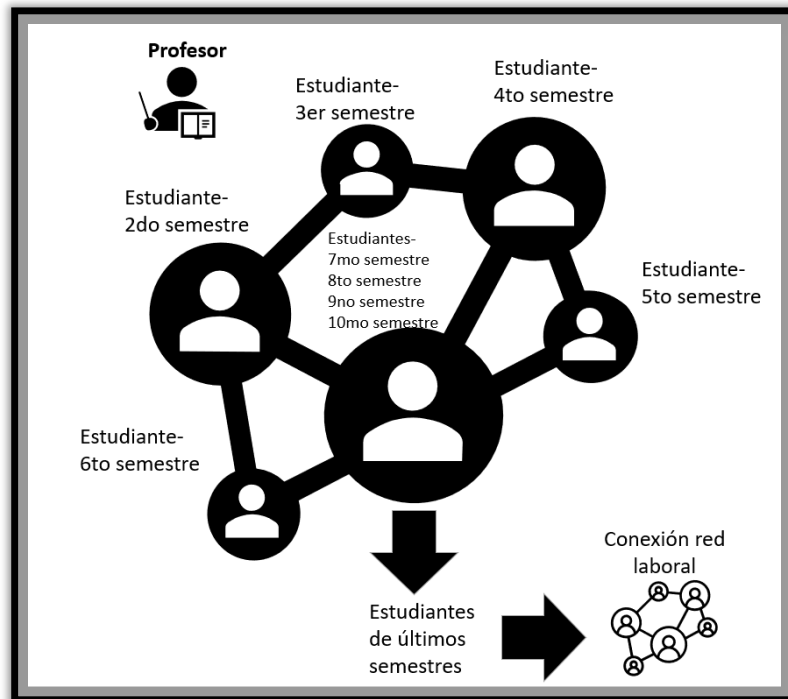 Profesor
Estudiante-
3er semestre
Estudiante-
4to semestre
Estudiante-
2do semestre
Estudiantes-
7mo semestre
8to semestre
9no semestre
10mo semestre
Estudiante-
5to semestre
Estudiante-
6to semestre
Estudiantes
de últimos
semestres
Conexión red
laboral